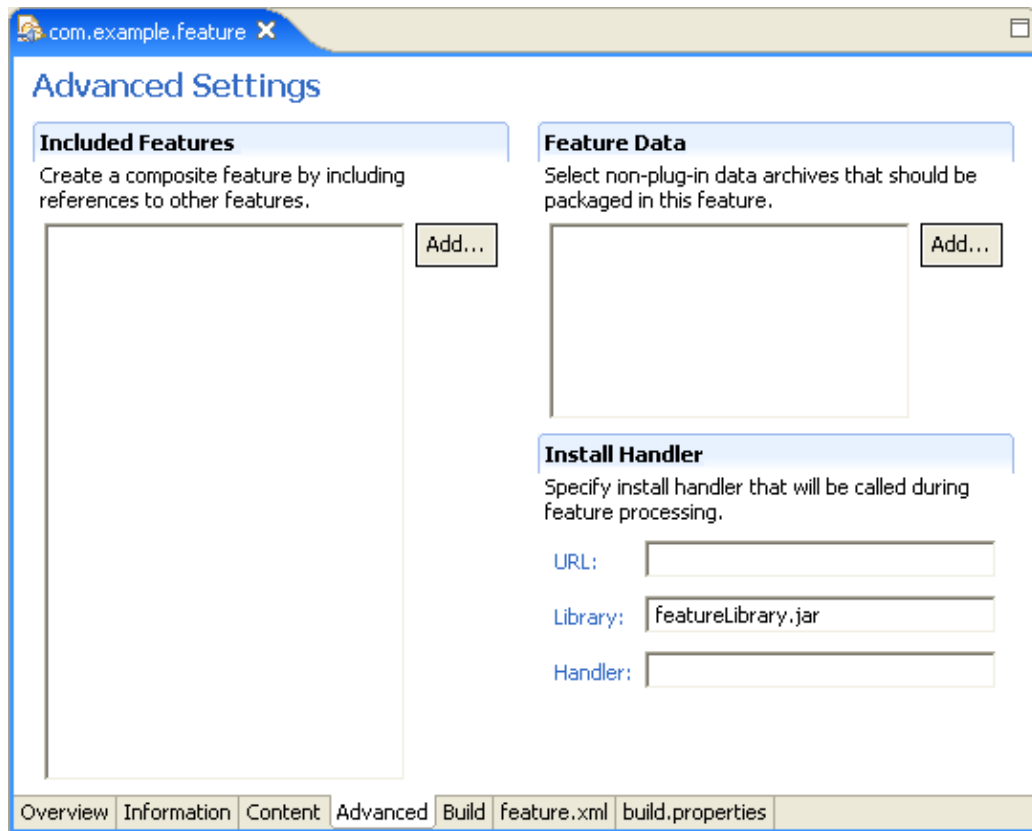 com.example.feature
Advanced Settings
Included Features
Create a composite feature by including
references to other features.
Add...
Feature Data
Select non-plug-in data archives that should be
packaged in this feature.
Add...
Install Handler
Specify install handler that will be called during
feature processing.
URL:
Library: featureLibrary.jar
Handler:
Overview Information Content Advanced Build feature.xml build.properties